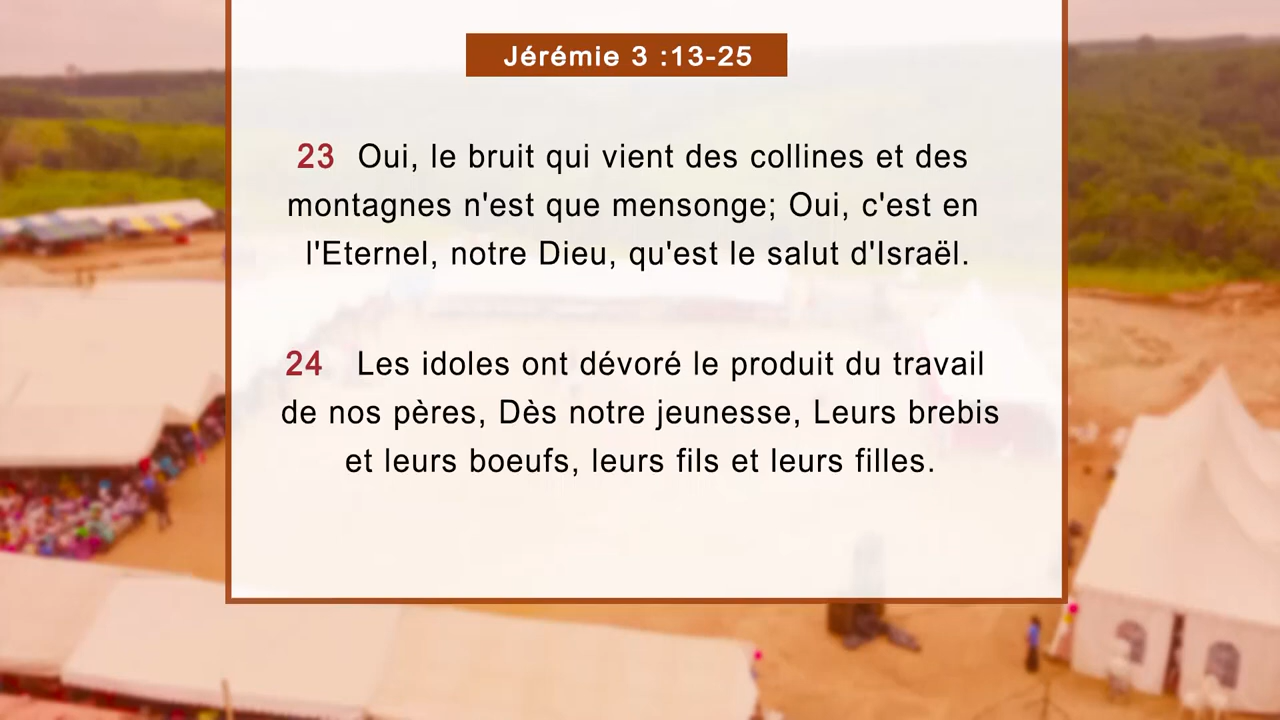 Jérémie 3 :13-25
23 Oui, le bruit qui vient des collines et des
montagnes n'est que mensonge; Oui, c'est en
l'Eternel, notre Dieu, qu'est le salut d'Israël.
24 Les idoles ont dévoré le produit du travail
de nos pères, Dès notre jeunesse, Leurs brebis
et leurs boeufs, leurs fils et leurs filles.